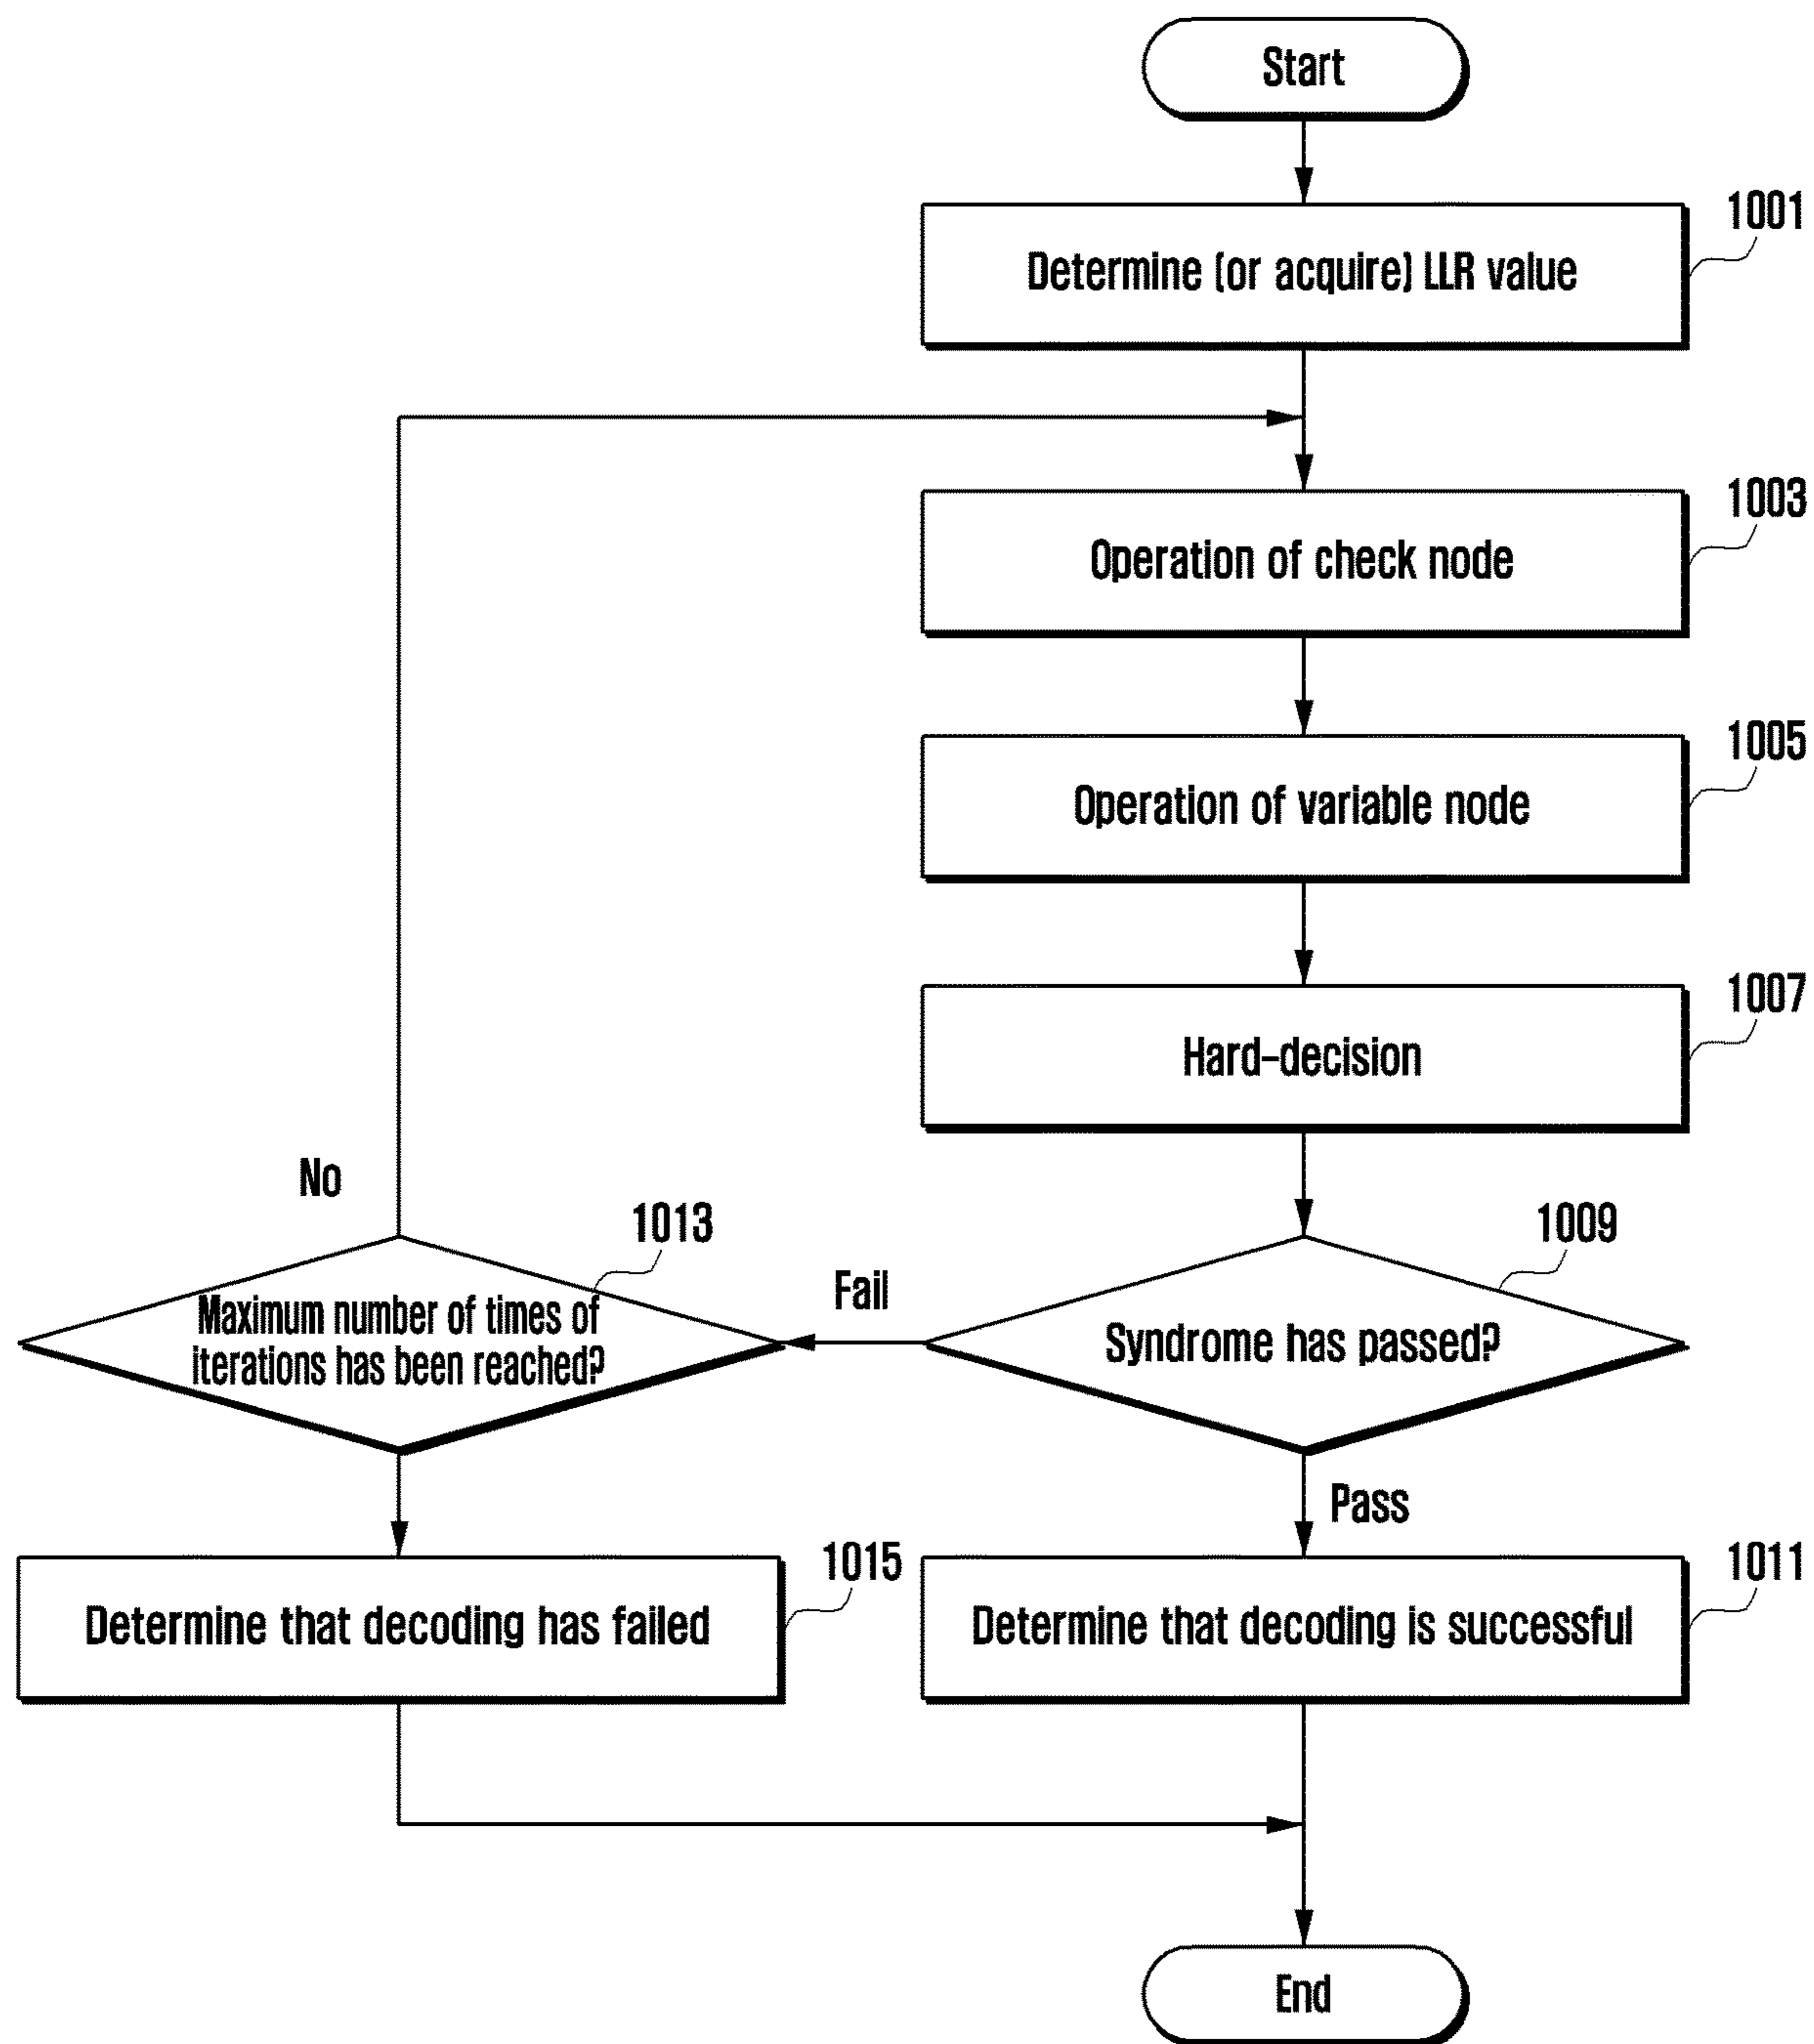 Start
1001
Determine (or acquire) LLR value
1003
Operation of check node
1005
Operation of variable node
1007
Hard-decision
No
1013
1009
Fail
Maximum number of times of
iterations has been reached?
Syndrome has passed?
Pass
1015
1011
Determine that decoding has failed
Determine that decoding is successful
End